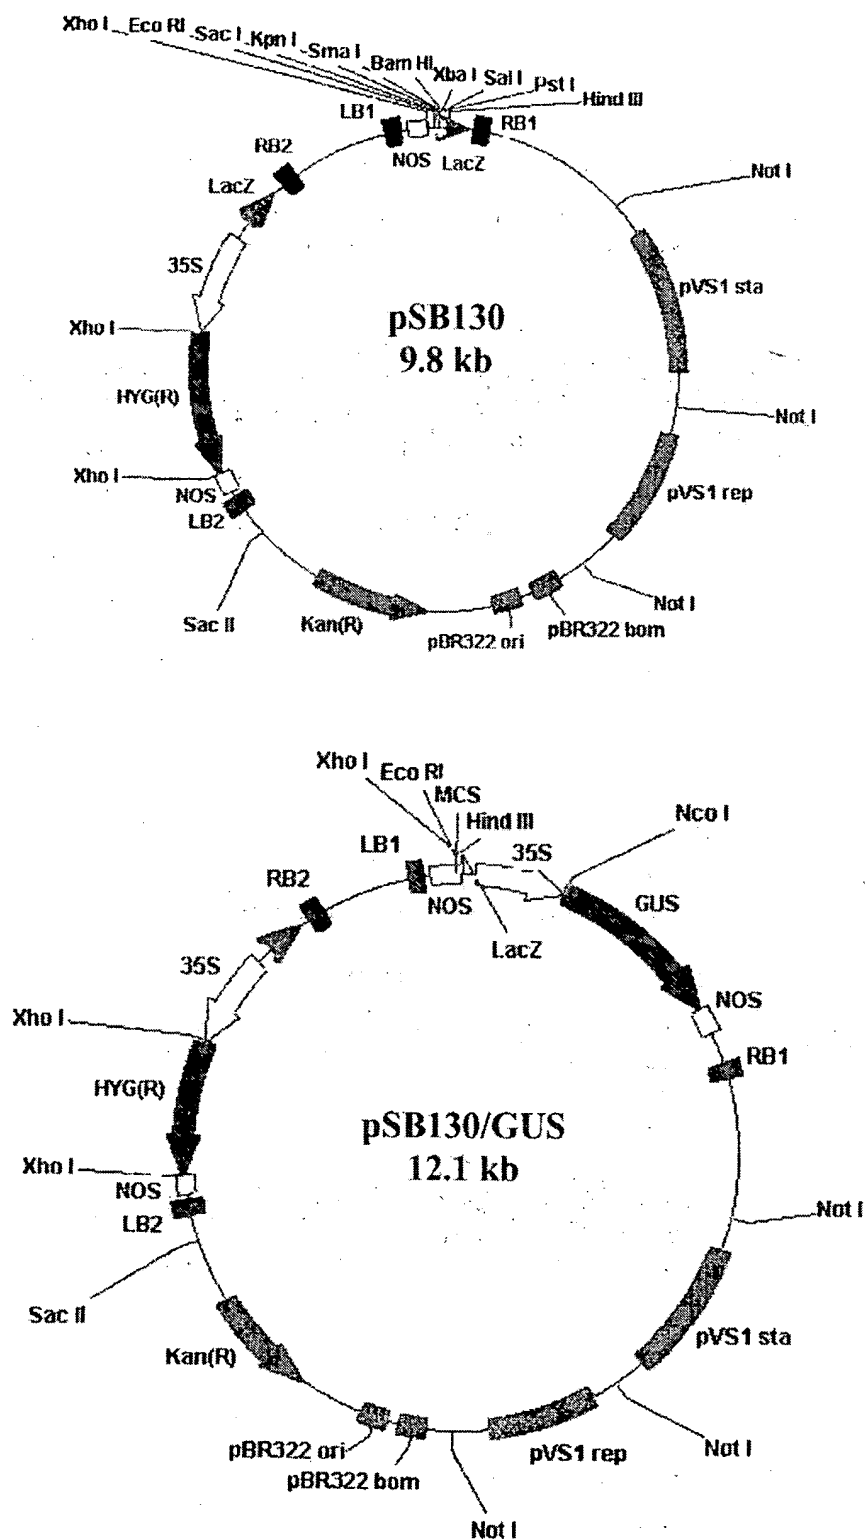 Xho I Eco RI Sac I Kpn I Sma I Bam HI Xba I Sal I Pst I Hind III
LB1 RB1
NOS LacZ
RB2
LacZ
Not I
35S
pVS1 sta
Xho I
pSB130
9.8 kb
HYG(R)
Not I
Xho I
NOS
LB2
pVS1 rep
Sac II
Kan(R)
pBR322 ori
pBR322 bom
Not I
Xho I Eco RI
MCS
Hind III
Nco I
LB1
35S
RB2
NOS
GUS
LacZ
35S
NOS
Xho I
RB1
HYG(R)
pSB130/GUS
12.1 kb
Xho I
NOS
LB2
Not I
Sac II
Kan(R)
pVS1 sta
pBR322 ori
pBR322 bom
pVS1 rep
Not I
Not I